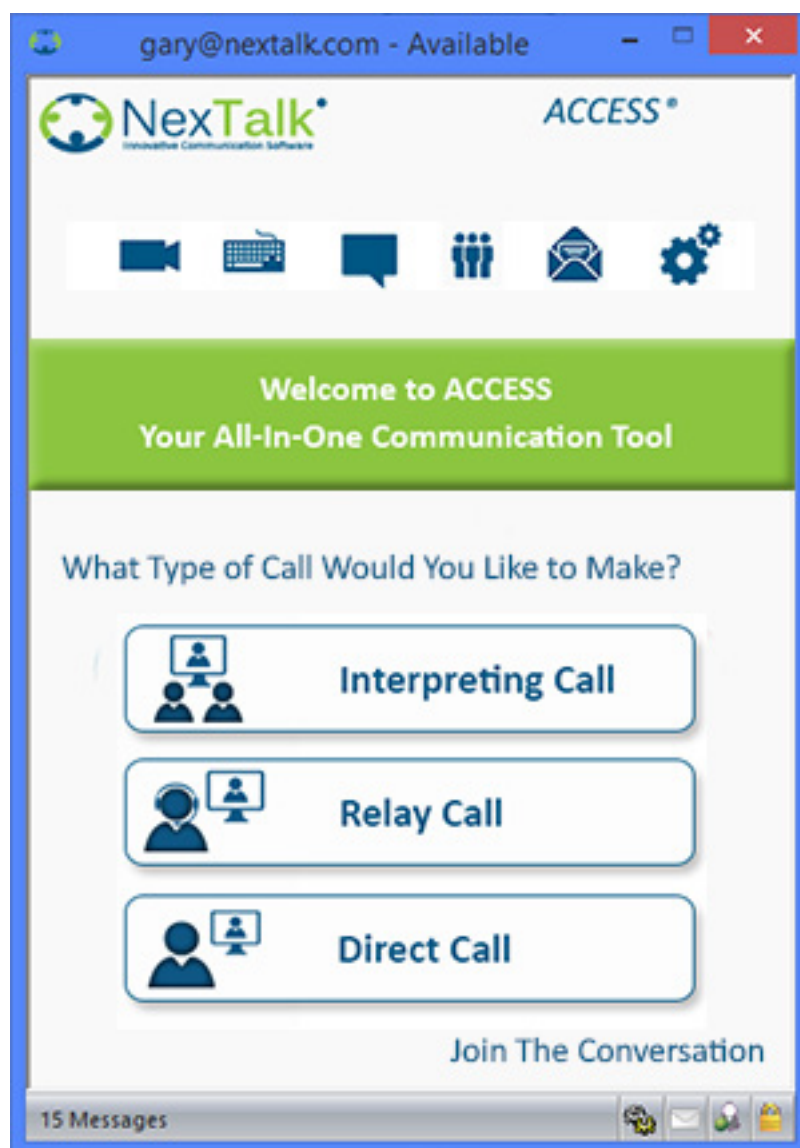 gary@nextalk.com - Available
NexTalk
Innovative Communication Software
ACCESS®
Welcome to ACCESS
Your All-In-One Communication Tool
What Type of Call Would You Like to Make?
Interpreting Call
Relay Call
Direct Call
Join The Conversation
15 Messages